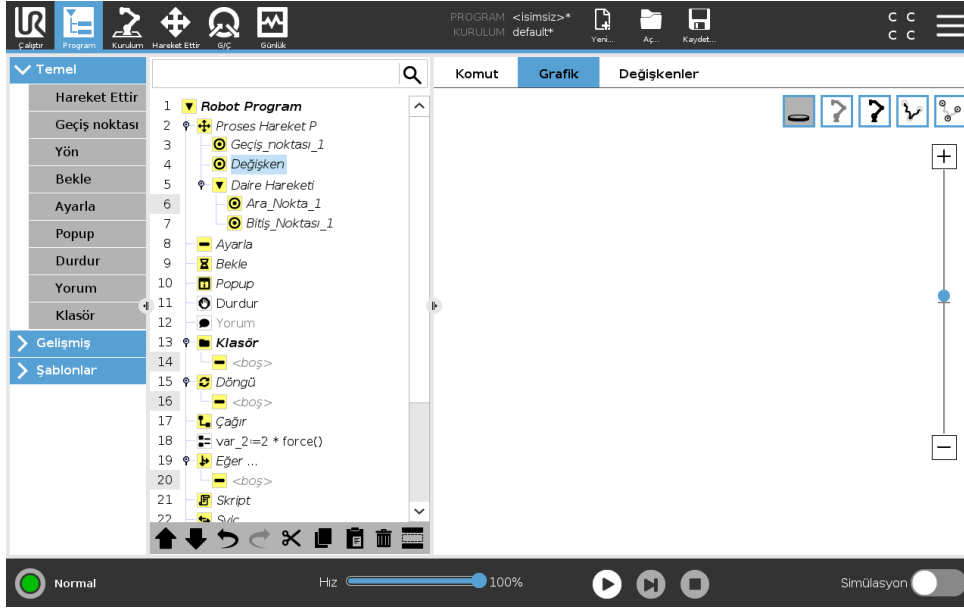 PROGRAM <isimsiz>*
KURULUM default*
Çalıştır Program Kurulum Hareket Ettir G/Ç Günlük Yeni... Aç... Kaydet...
C C
C C
Temel
Hareket Ettir
Geçiş noktası
Yön
Bekle
Ayarla
Popup
Durdur
Yorum
Klasör
Gelişmiş
Şablonlar
Komut Grafik Değişkenler
1 Robot Program
2 Proses Hareket P
3 Geçiş_noktası_1
4 Değişken
5 Daire Hareketi
6 Ara_Nokta_1
7 Bitiş_Noktası_1
8 Ayarla
9 Bekle
10 Popup
11 Durdur
12 Yorum
13 Klasör
14 <boş>
15 Döngü
16 <boş>
17 Çağır
18 var_2:=2 * force()
19 Eğer ...
20 <boş>
21 Skript
22 Sviç
Normal Hız 100% Simülasyon